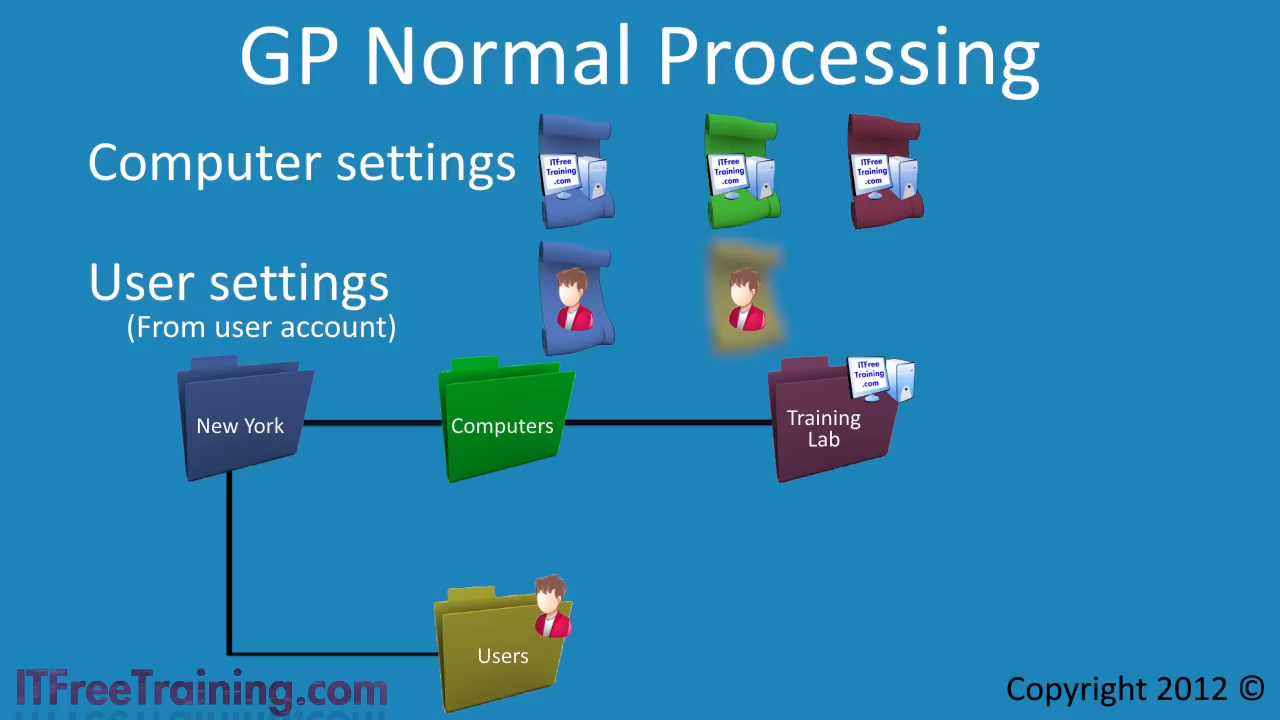 GP Normal Processing
Computer settings
ITFree
Training
.com
ITFree
Training
.com
ITFree
Training
.com
User settings
(From user account)
New York
Computers
Training
Lab
ITFree
Training
.com
Users
ITFreeTraining.com
Copyright 2012 ©